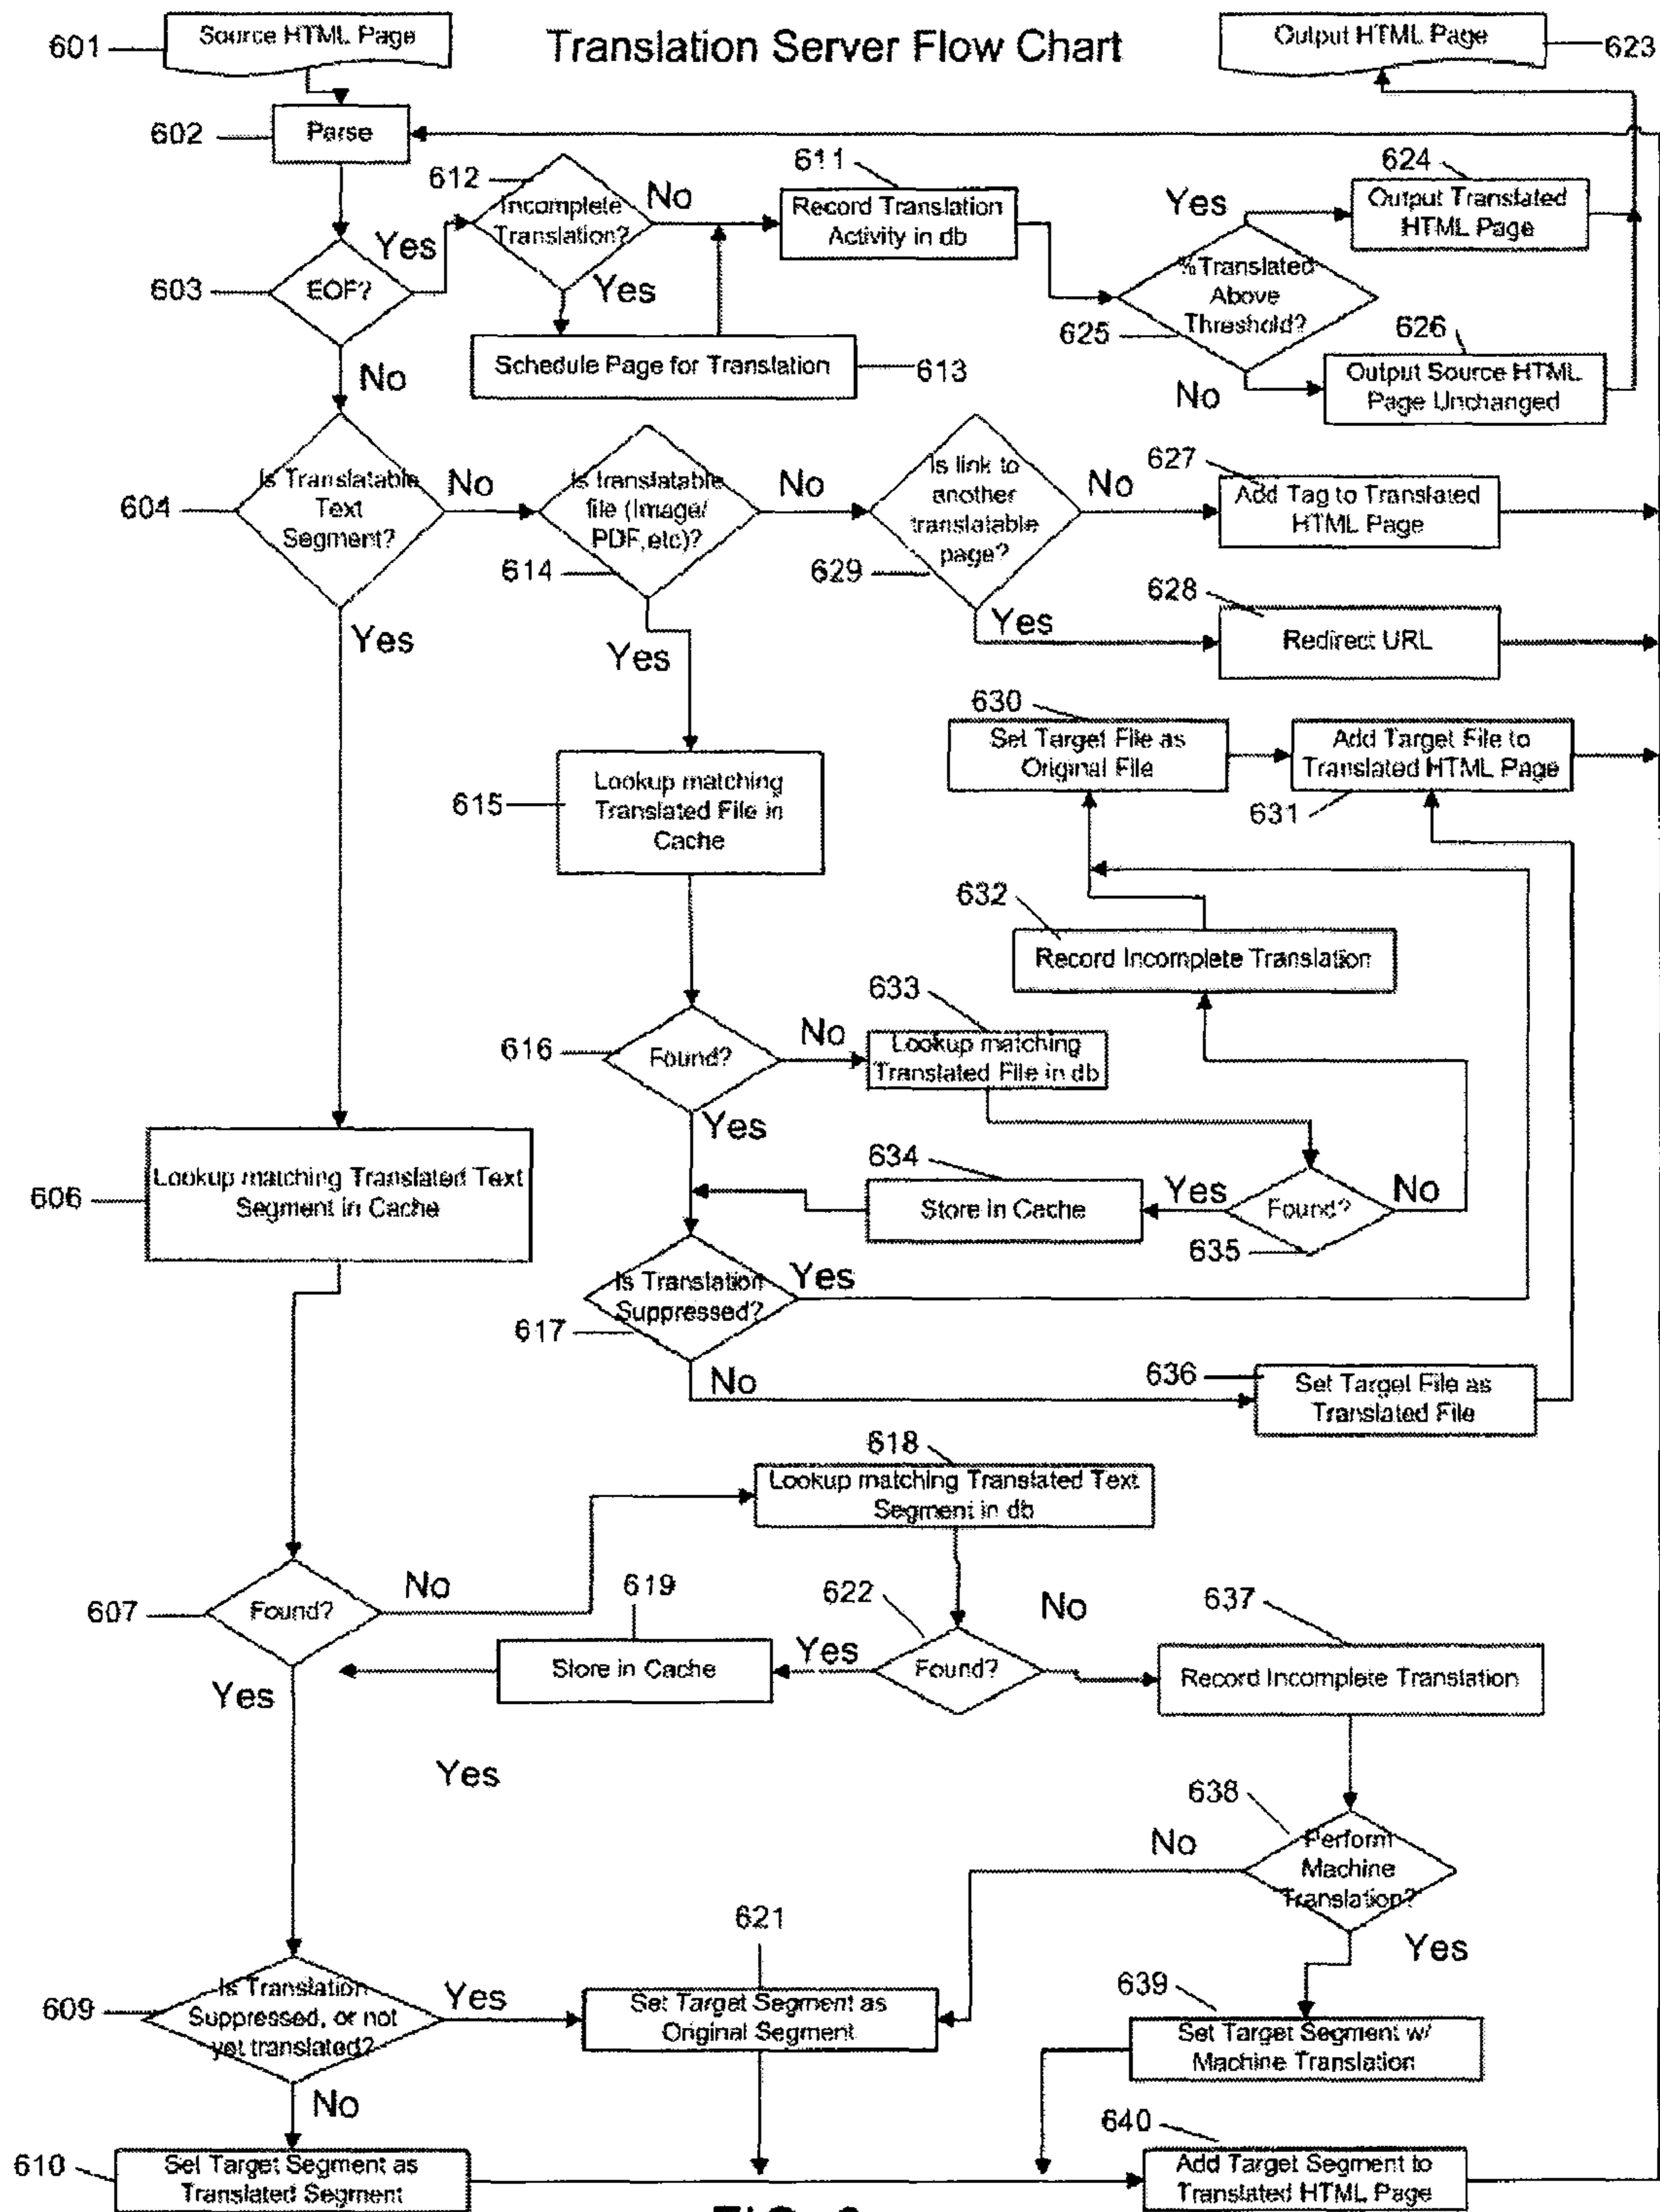 Source HTML Page
601
Translation Server Flow Chart
Output HTML Page
623
602
Parse
612
Incomplete
Translation?
No
611
Record Translation
Activity in db
Yes
624
Output Translated
HTML Page
Yes
603
EOF?
Yes
%Translated
Above
Threshold?
625
626
Schedule Page for Translation
613
No
No
Output Source HTML
Page Unchanged
604
Is Translatable
Text
Segment?
No
Is translatable
file (Image/
PDF,etc)?
614
No
Is link to
another
translatable
page?
629
No
627
Add Tag to Translated
HTML Page
628
Yes
Yes
Yes
Redirect URL
630
Set Target File as
Original File
Add Target File to
Translated HTML Page
631
615
Lookup matching
Translated File in
Cache
632
Record Incomplete Translation
633
616
Found?
No
Lookup matching
Translated File in db
Yes
606
Lookup matching Translated Text
Segment in Cache
634
Store in Cache
Yes
Found?
No
635
Is Translation
Suppressed?
Yes
617
No
636
Set Target File as
Translated File
618
Lookup matching Translated Text
Segment in db
607
Found?
No
619
Store in Cache
Yes
622
Found?
No
637
Record Incomplete Translation
Yes
Yes
638
No
Perform
Machine
Translation?
Yes
621
609
Is Translation
Suppressed, or not
yet translated?
Yes
Set Target Segment as
Original Segment
639
Set Target Segment w/
Machine Translation
No
640
610
Set Target Segment as
Translated Segment
Add Target Segment to
Translated HTML Page